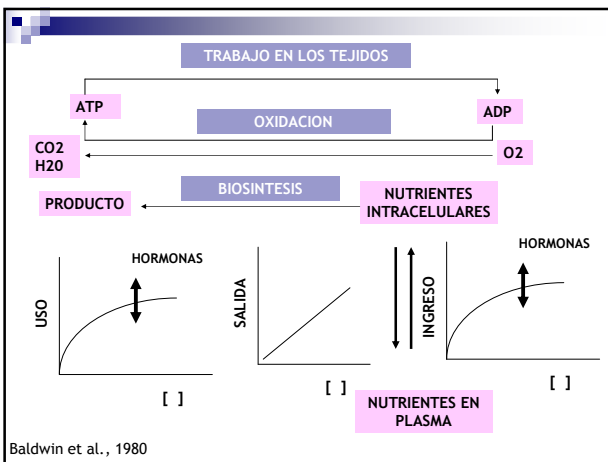 TRABAJO EN LOS TEJIDOS
ATP
ADP
OXIDACION
CO2
H20
O2
BIOSINTESIS
PRODUCTO
NUTRIENTES
INTRACELULARES
HORMONAS
USO
[ ]
SALIDA
[ ]
INGRESO
HORMONAS
[ ]
NUTRIENTES EN
PLASMA
Baldwin et al., 1980